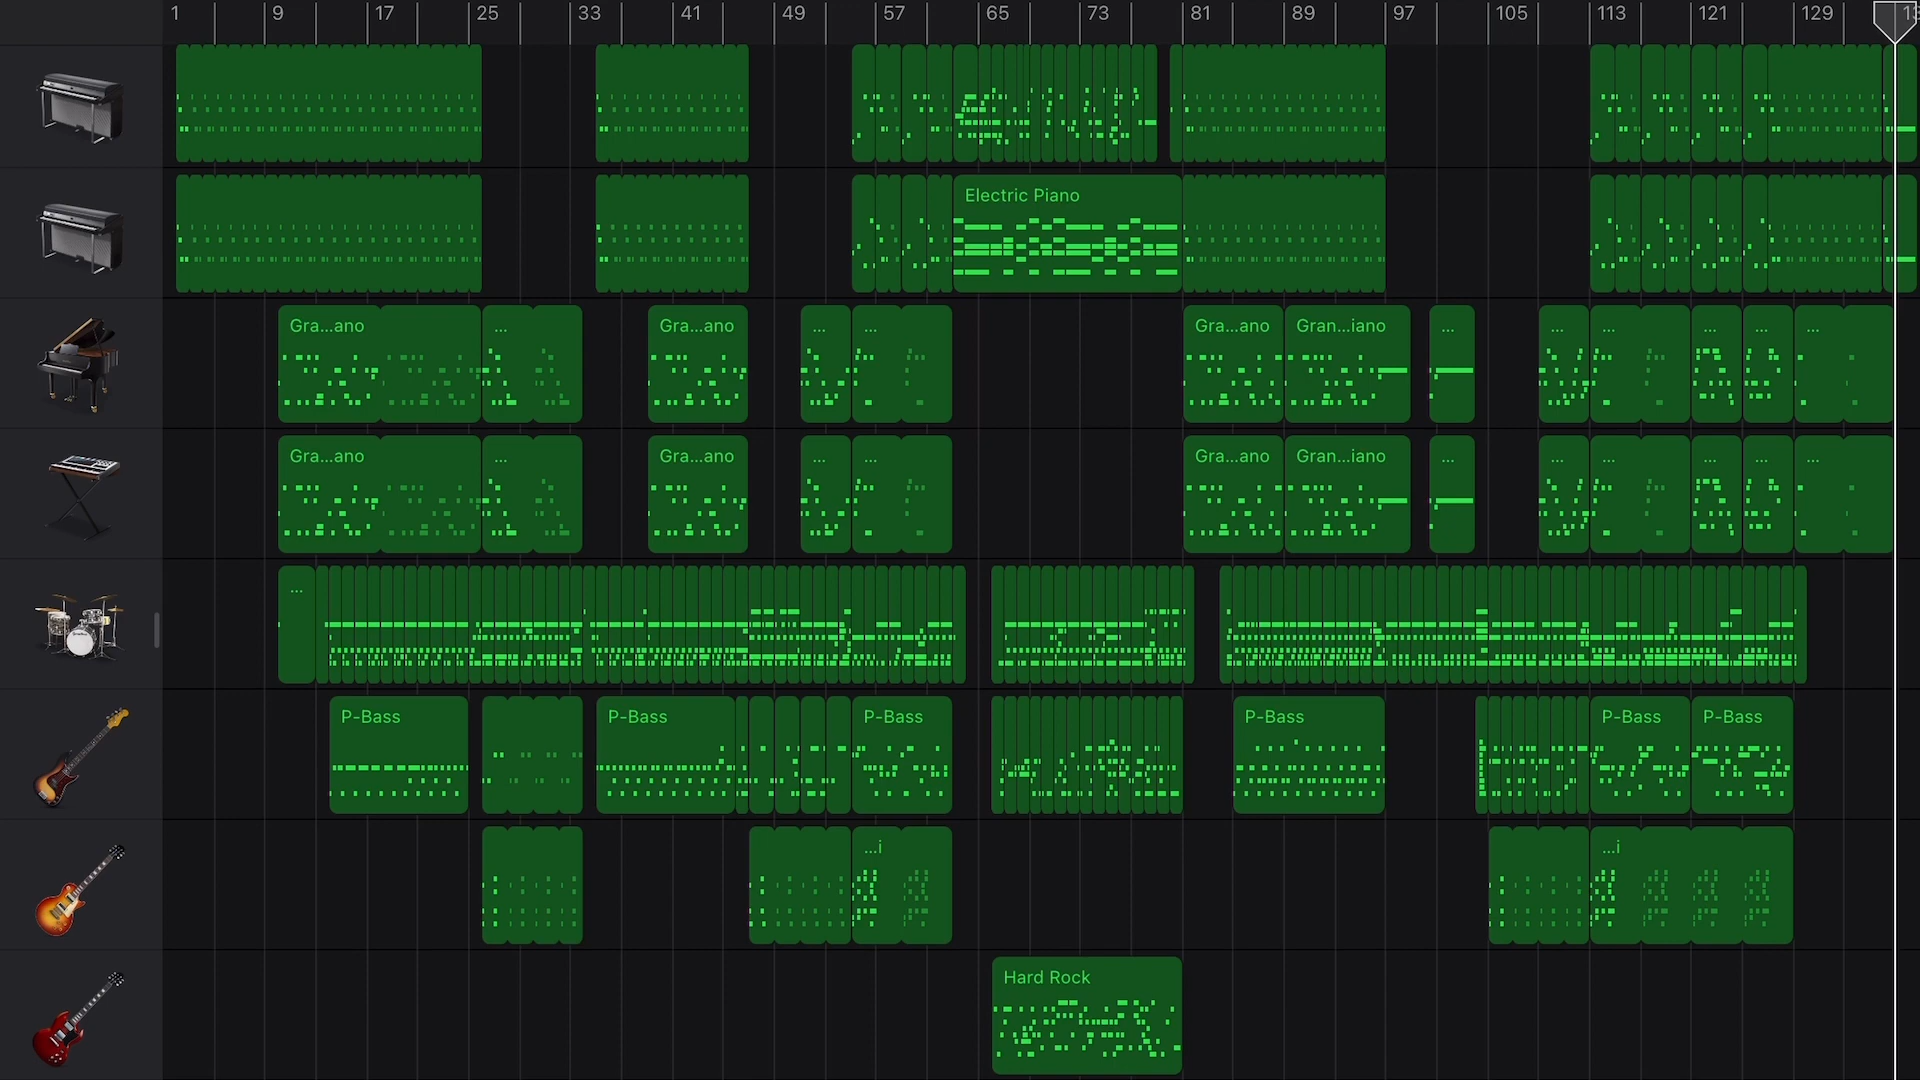 1 9 17 25 33 41 49 57 65 73 81 89 97 105 113 121 129
Electric Piano
Gra...ano ... Gra...ano ... ... Gra...ano Gran...iano ... ... ... ... ... ...
Gra...ano ... Gra...ano ... ... Gra...ano Gran...iano ... ... ... ... ... ...
...
P-Bass P-Bass P-Bass P-Bass P-Bass P-Bass
...i ...i
Hard Rock